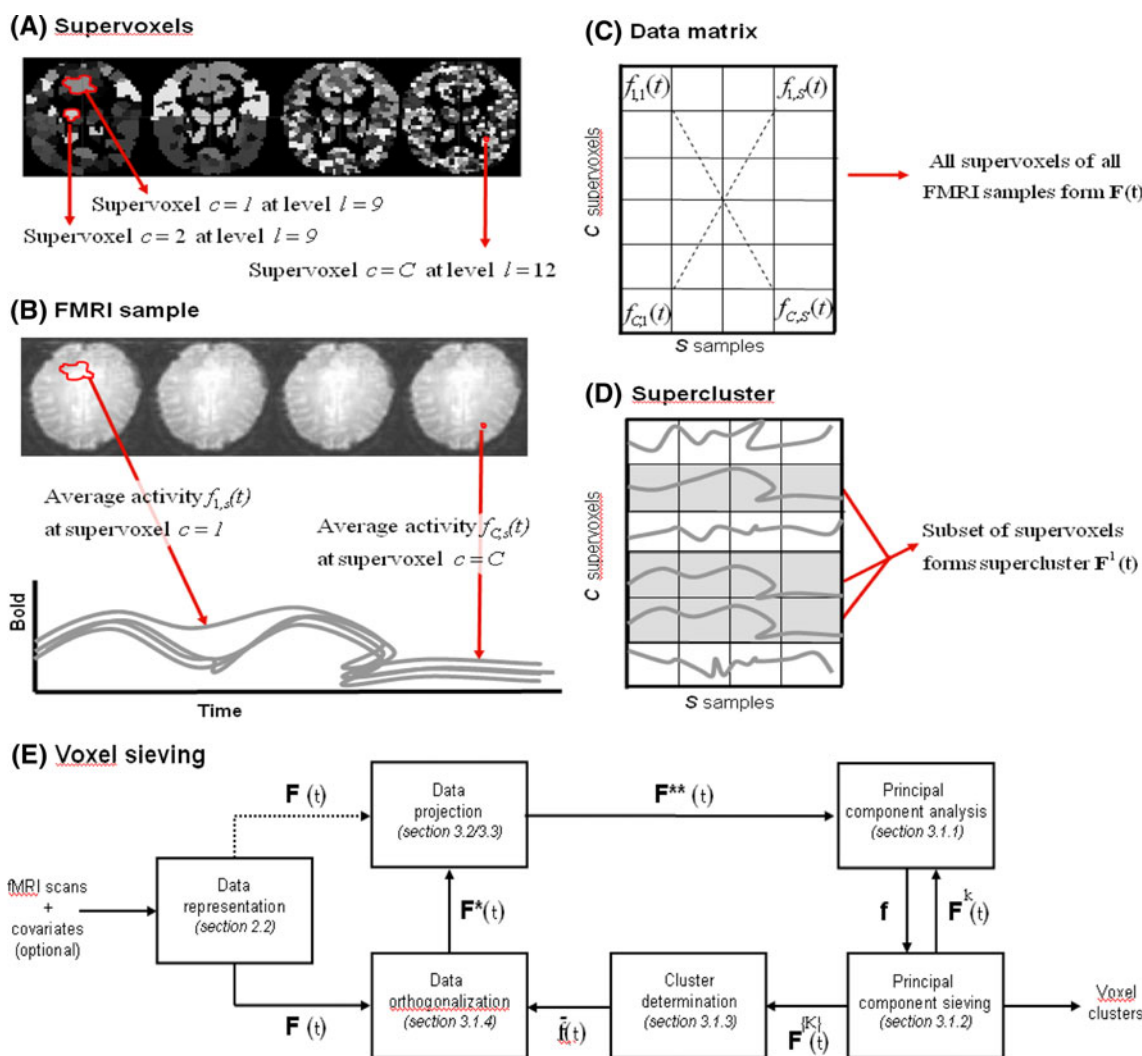 (A) Supervoxels
Supervoxel c = 1 at level l = 9
Supervoxel c = 2 at level l = 9
Supervoxel c = C at level l = 12
(B) FMRI sample
Average activity f1,s(t)
at supervoxel c = 1
Average activity fC,s(t)
at supervoxel c = C
Bold
Time
(C) Data matrix
f1,1(t)
f1,S(t)
C supervoxels
fC,1(t)
fC,S(t)
S samples
All supervoxels of all
FMRI samples form F(t)
(D) Supercluster
C supervoxels
S samples
Subset of supervoxels
forms supercluster F1(t)
(E) Voxel sieving
fMRI scans
+
covariates
(optional)
Data
representation
(section 2.2)
F (t)
F (t)
Data
projection
(section 3.2/3.3)
F*(t)
Data
orthogonalization
(section 3.1.4)
F** (t)
Principal
component analysis
(section 3.1.1)
f
Fk(t)
Principal
component sieving
(section 3.1.2)
F{K}(t)
Cluster
determination
(section 3.1.3)
Voxel
clusters